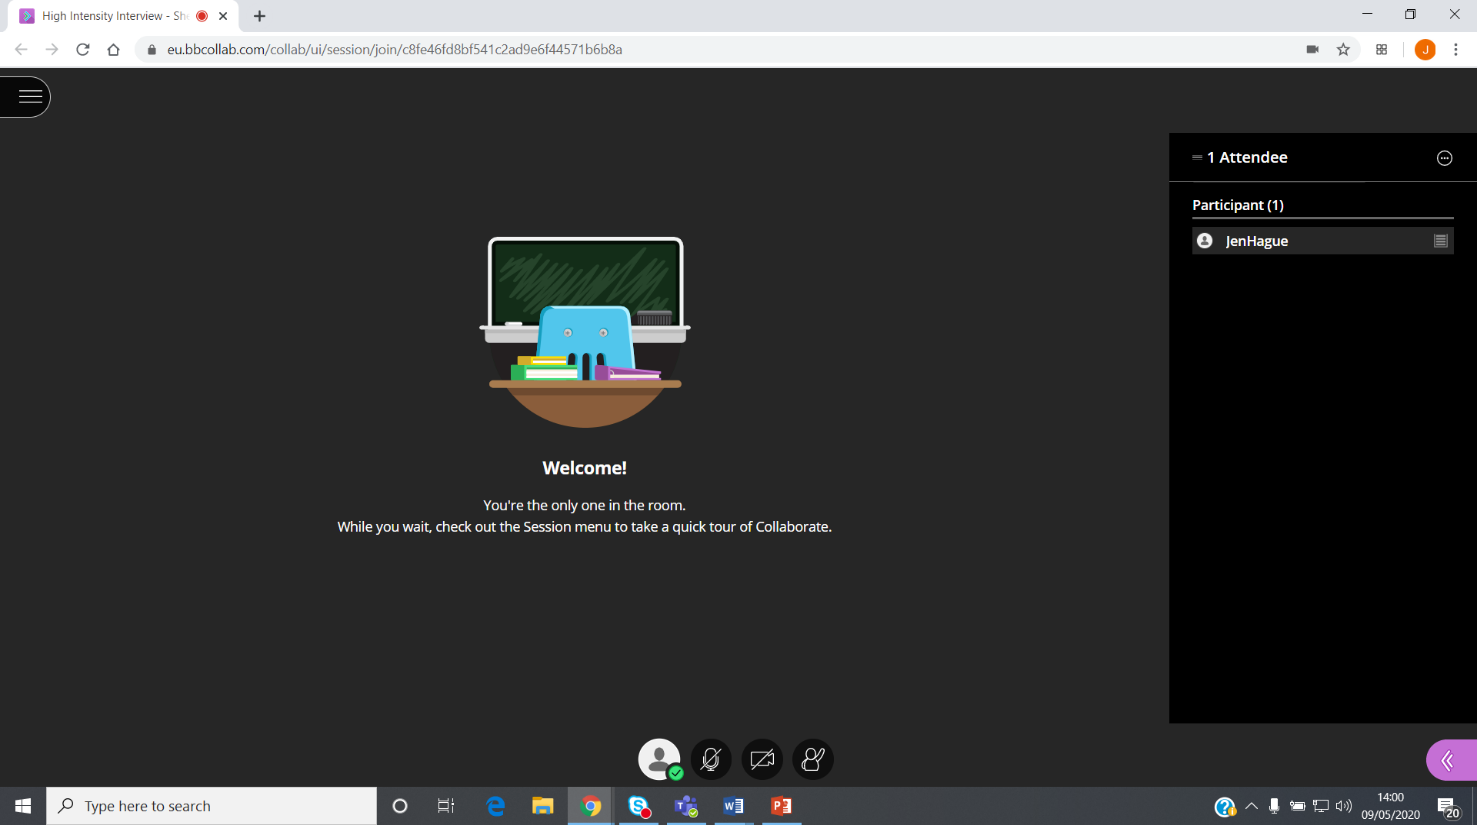 High Intensity Interview - Sh
eu.bbcollab.com/collab/ui/session/join/c8fe46fd8bf541c2ad9e6f44571b6b8a
J
1 Attendee
Participant (1)
JenHague
Welcome!
You're the only one in the room.
While you wait, check out the Session menu to take a quick tour of Collaborate.
Type here to search
14:00
09/05/2020
20